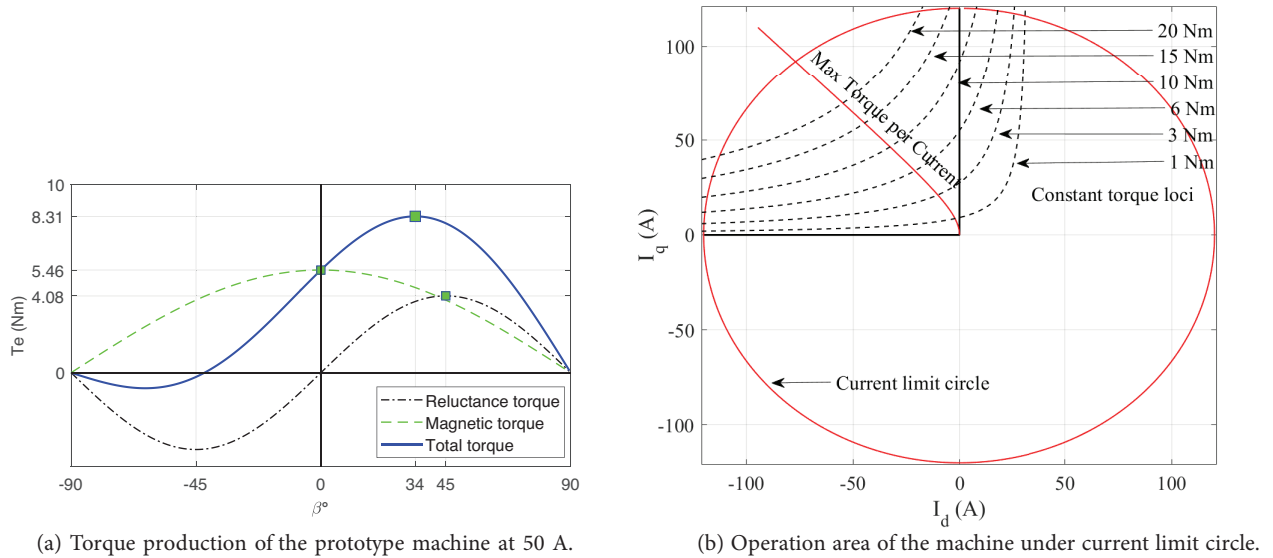 10
8.31
5.46
4.08
0
Te (Nm)
-90
-45
0
34
45
90
β°
Reluctance torque
Magnetic torque
Total torque
(a) Torque production of the prototype machine at 50 A.
100
50
0
-50
-100
I_q (A)
-100
-50
0
50
100
I_d (A)
20 Nm
15 Nm
10 Nm
6 Nm
3 Nm
1 Nm
Max Torque per Current
Constant torque loci
Current limit circle
(b) Operation area of the machine under current limit circle.